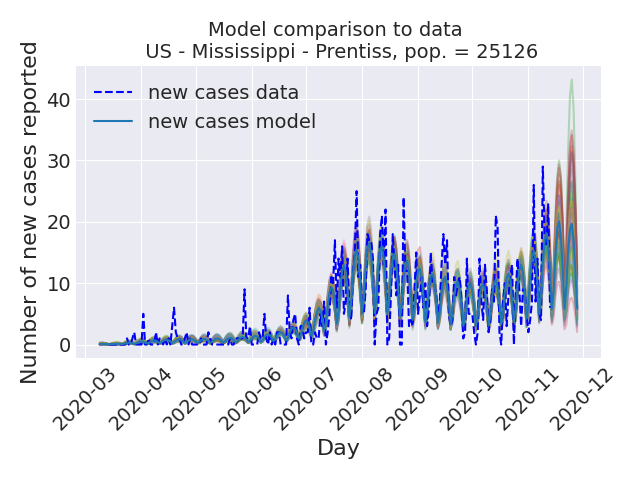 Model comparison to data
US - Mississippi - Prentiss, pop. = 25126
new cases data
new cases model
Number of new cases reported
40
30
20
10
0
2020-03
2020-04
2020-05
2020-06
2020-07
2020-08
2020-09
2020-10
2020-11
2020-12
Day